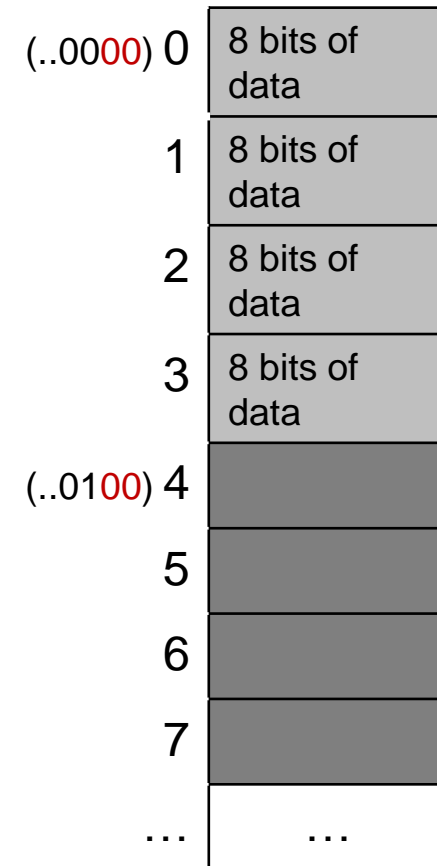 (..0000) 0 8 bits of
data
1 8 bits of
data
2 8 bits of
data
3 8 bits of
data
(..0100) 4
5
6
7
... ...